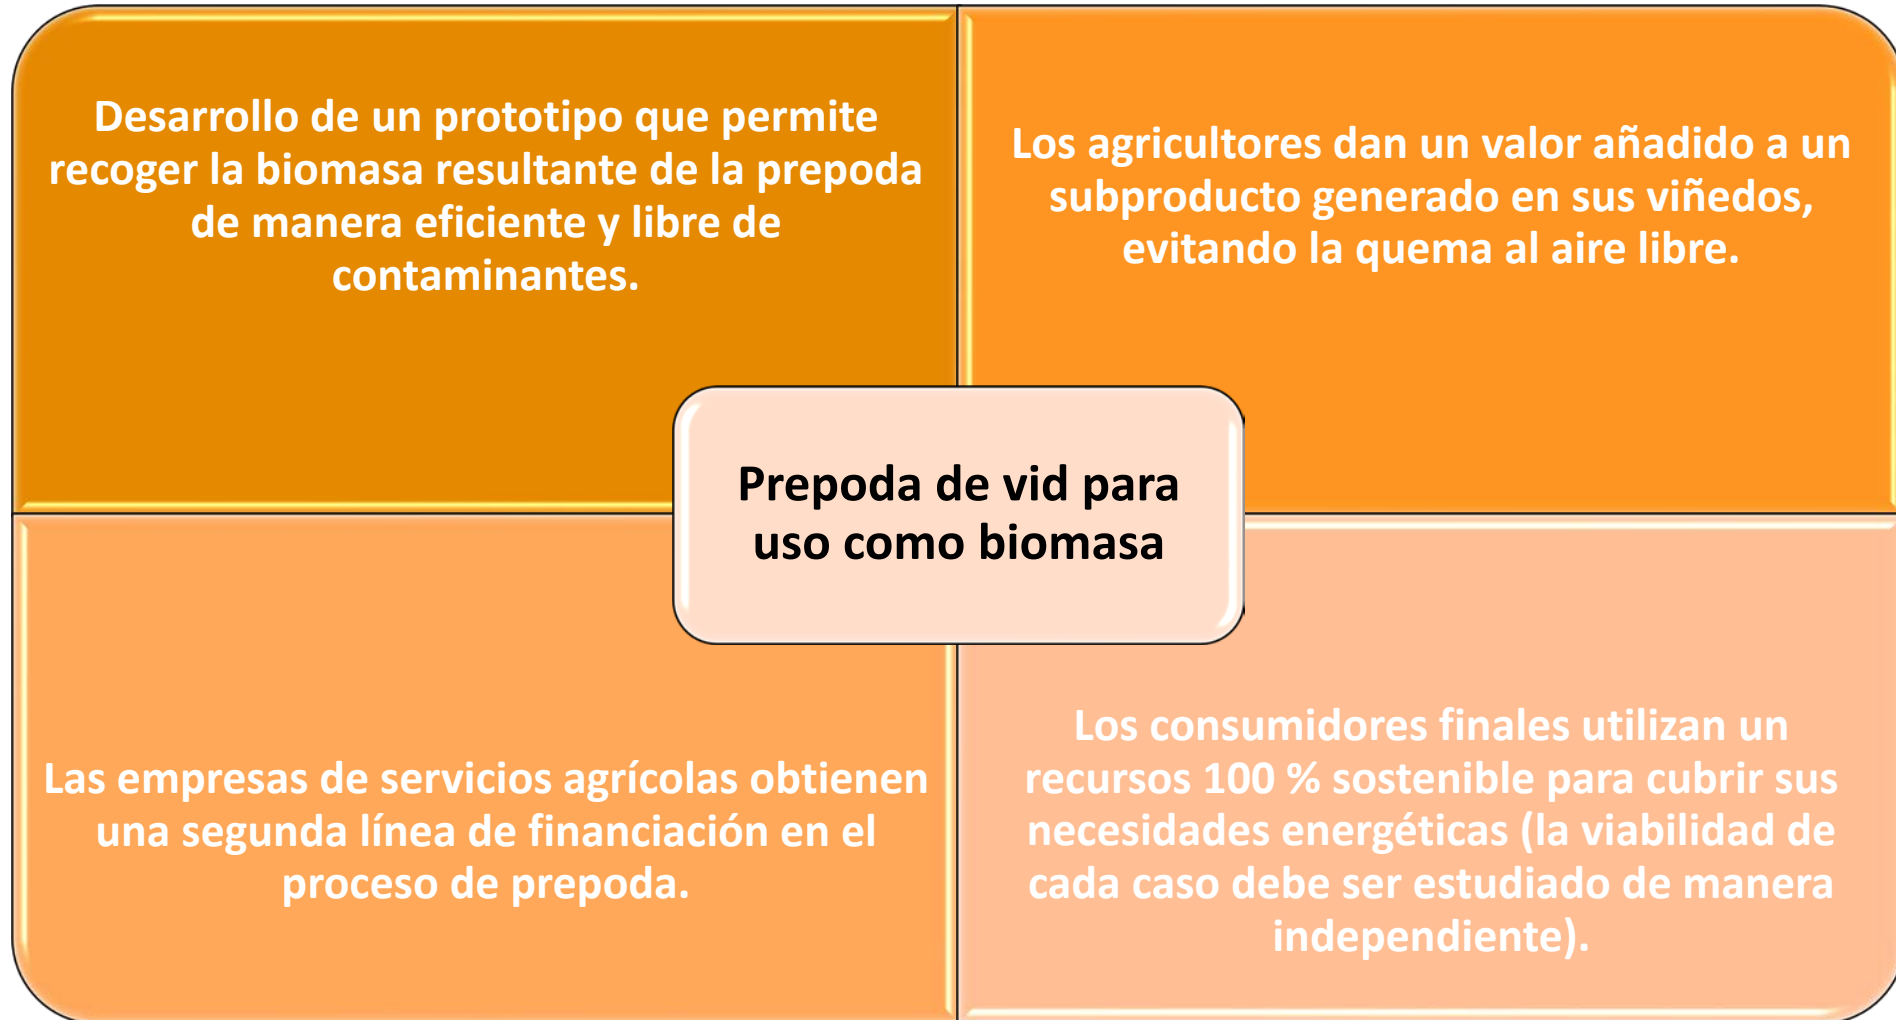 Desarrollo de un prototipo que permite
recoger la biomasa resultante de la prepoda
de manera eficiente y libre de
contaminantes.
Los agricultores dan un valor añadido a un
subproducto generado en sus viñedos,
evitando la quema al aire libre.
Prepoda de vid para
uso como biomasa
Las empresas de servicios agrícolas obtienen
una segunda línea de financiación en el
proceso de prepoda.
Los consumidores finales utilizan un
recursos 100 % sostenible para cubrir sus
necesidades energéticas (la viabilidad de
cada caso debe ser estudiado de manera
independiente).